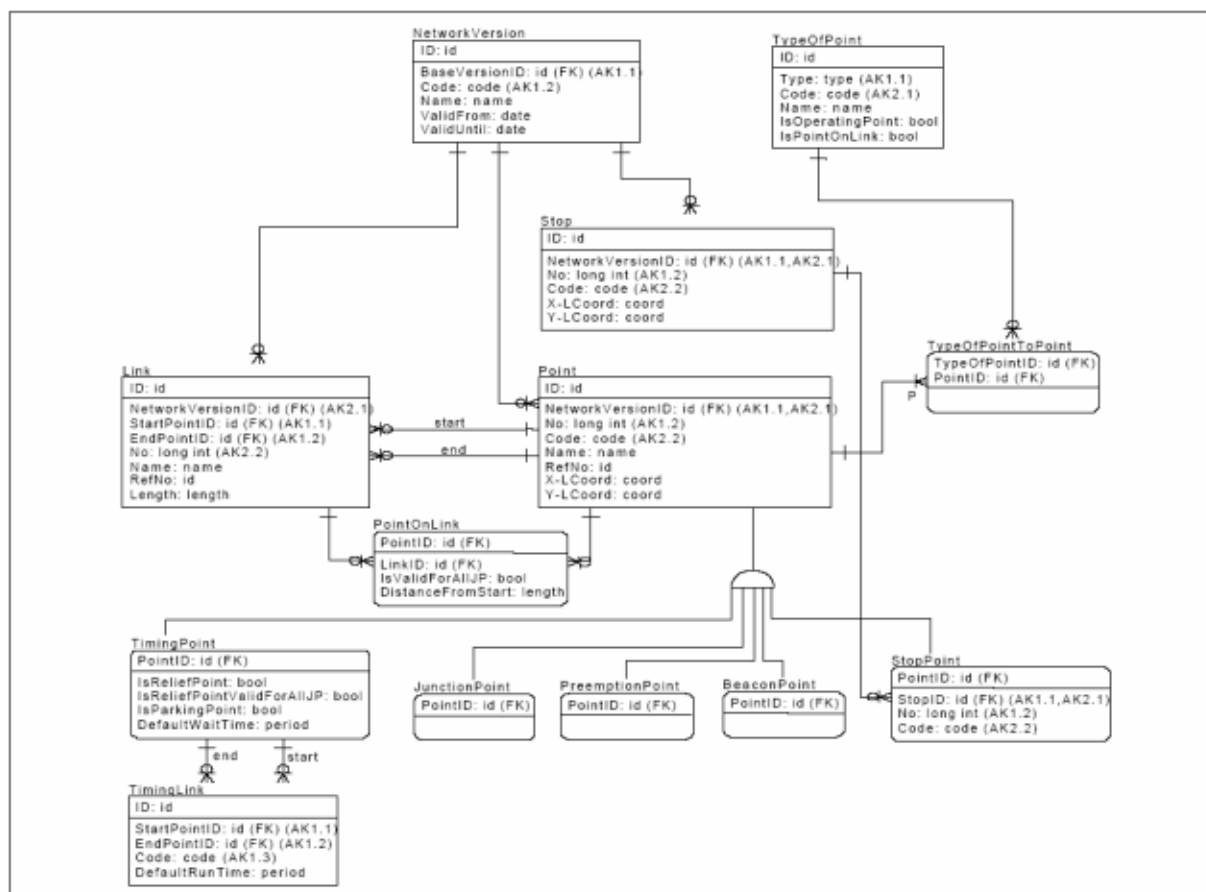 NetworkVersion
ID: id
BaseVersionID: id (FK) (AK1.1)
Code: code (AK1.2)
Name: name
ValidFrom: date
ValidUntil: date
TypeOfPoint
ID: id
Type: type (AK1.1)
Code: code (AK2.1)
Name: name
IsOperatingPoint: bool
IsPointOnLink: bool
Stop
ID: id
NetworkVersionID: id (FK) (AK1.1,AK2.1)
No: long int (AK1.2)
Code: code (AK2.2)
X-LCoord: coord
Y-LCoord: coord
TypeOfPointToPoint
TypeOfPointID: id (FK)
PointID: id (FK)
P
Link
ID: id
NetworkVersionID: id (FK) (AK2.1)
StartPointID: id (FK) (AK1.1)
EndPointID: id (FK) (AK1.2)
No: long int (AK2.2)
Name: name
RefNo: id
Length: length
start
end
Point
ID: id
NetworkVersionID: id (FK) (AK1.1,AK2.1)
No: long int (AK1.2)
Code: code (AK2.2)
Name: name
RefNo: id
X-LCoord: coord
Y-LCoord: coord
PointOnLink
PointID: id (FK)
LinkID: id (FK)
IsValidForAllJP: bool
DistanceFromStart: length
TimingPoint
PointID: id (FK)
IsReliefPoint: bool
IsReliefPointValidForAllJP: bool
IsParkingPoint: bool
DefaultWaitTime: period
JunctionPoint
PointID: id (FK)
PreemptionPoint
PointID: id (FK)
BeaconPoint
PointID: id (FK)
StopPoint
PointID: id (FK)
StopID: id (FK) (AK1.1,AK2.1)
No: long int (AK1.2)
Code: code (AK2.2)
end
start
TimingLink
ID: id
StartPointID: id (FK) (AK1.1)
EndPointID: id (FK) (AK1.2)
Code: code (AK1.3)
DefaultRunTime: period